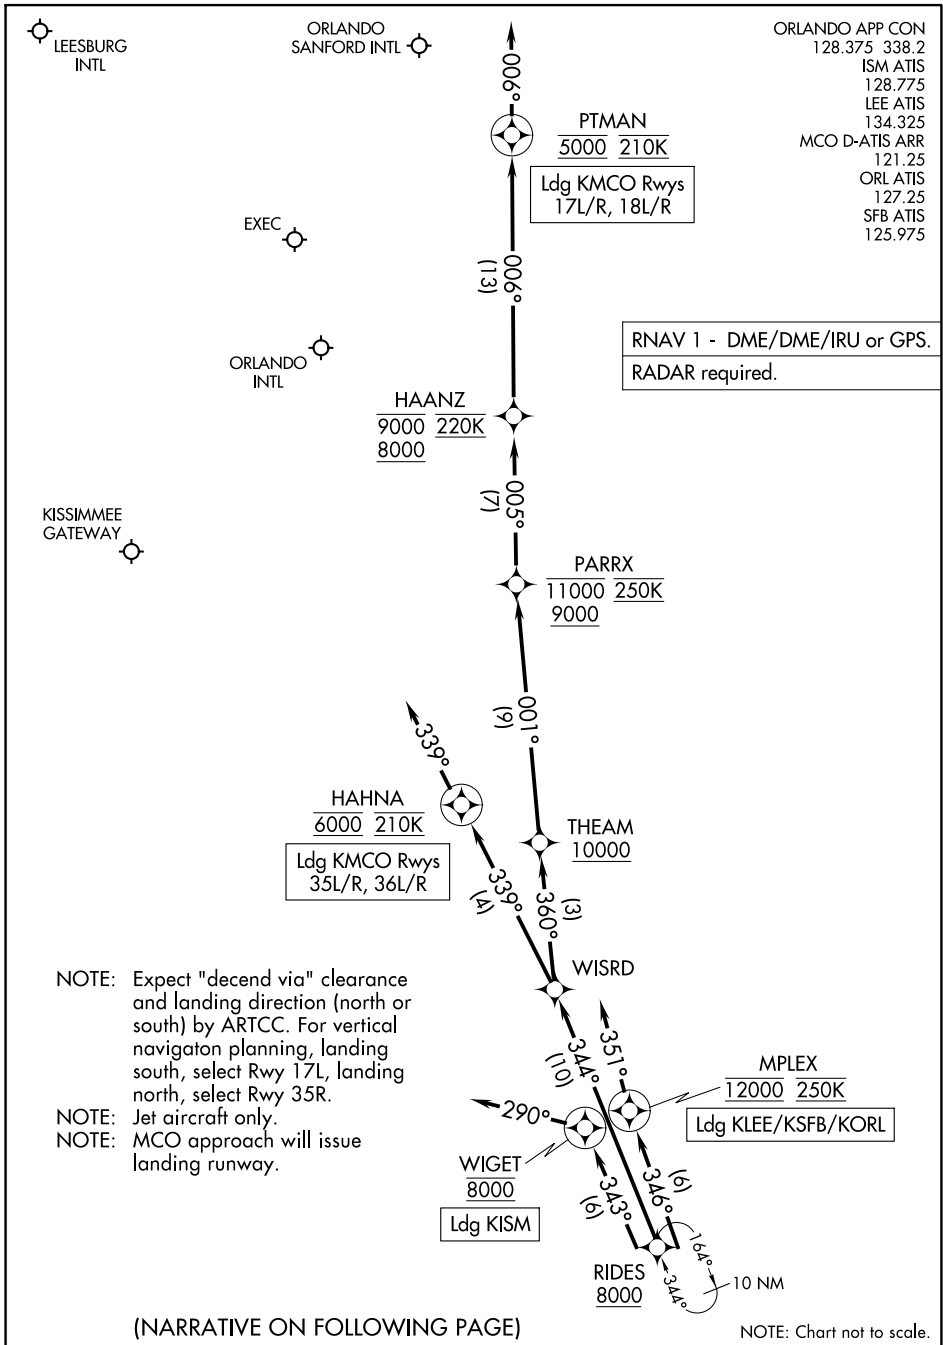 LEESBURG
INTL
ORLANDO
SANFORD INTL
ORLANDO APP CON
128.375 338.2
ISM ATIS
128.775
LEE ATIS
134.325
MCO D-ATIS ARR
121.25
ORL ATIS
127.25
SFB ATIS
125.975
006°
PTMAN
5000 210K
Ldg KMCO Rwys
17L/R, 18L/R
EXEC
006°
(13)
ORLANDO
INTL
RNAV 1 - DME/DME/IRU or GPS.
RADAR required.
HAANZ
9000 220K
8000
005°
(7)
KISSIMMEE
GATEWAY
PARRX
11000 250K
9000
001°
(9)
339°
HAHNA
6000 210K
Ldg KMCO Rwys
35L/R, 36L/R
THEAM
10000
339°
(4)
360°
(3)
WISRD
NOTE: Expect "decend via" clearance
and landing direction (north or
south) by ARTCC. For vertical
navigaton planning, landing
south, select Rwy 17L, landing
north, select Rwy 35R.
NOTE: Jet aircraft only.
NOTE: MCO approach will issue
landing runway.
344°
(10)
351°
MPLEX
12000 250K
Ldg KLEE/KSFB/KORL
290°
WIGET
8000
Ldg KISM
343°
(6)
346°
(6)
RIDES
8000
164°
344°
10 NM
(NARRATIVE ON FOLLOWING PAGE)
NOTE: Chart not to scale.